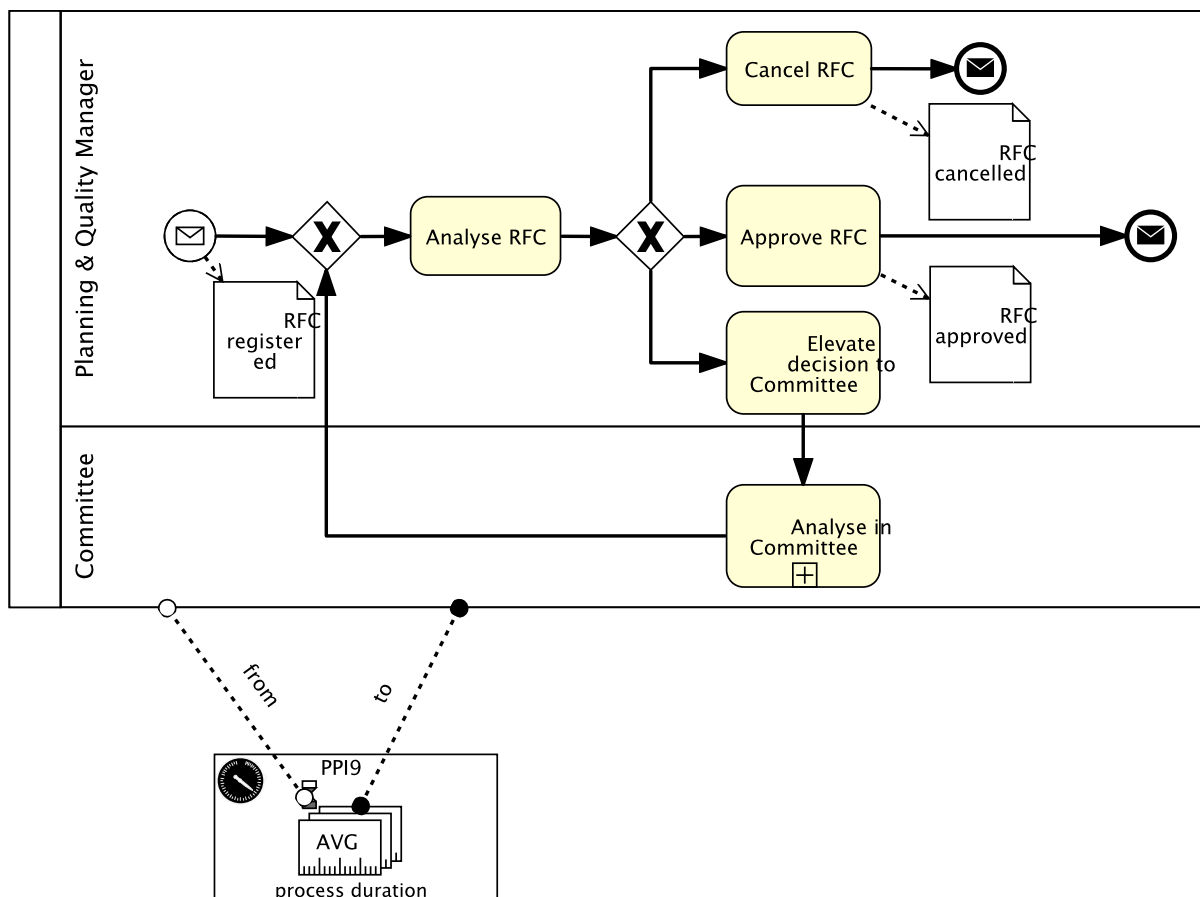 Planning & Quality Manager
Cancel RFC
RFC
cancelled
Analyse RFC
Approve RFC
RFC
register
ed
RFC
approved
Elevate
decision to
Committee
Committee
Analyse in
Committee
from
to
PPI9
AVG
process duration